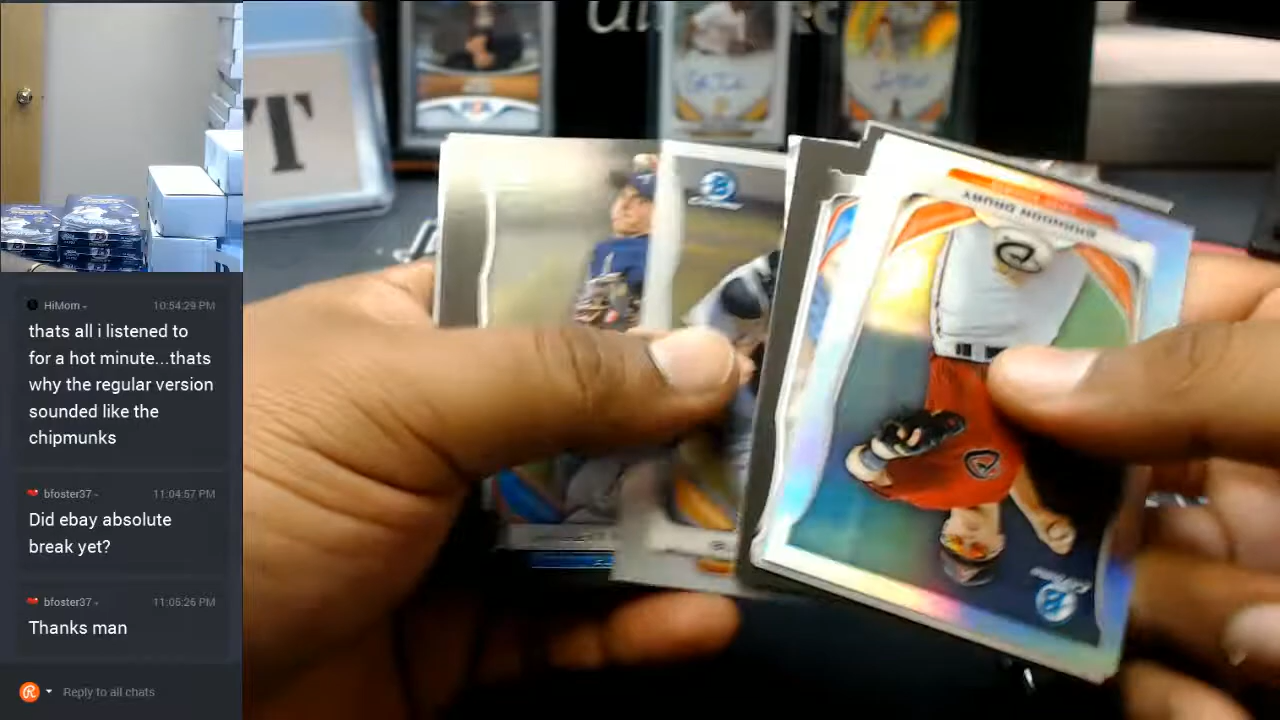 HiMom
10:54:29 PM
thats all i listened to
for a hot minute...thats
why the regular version
sounded like the
chipmunks
bfoster37
11:04:57 PM
Did ebay absolute
break yet?
bfoster37
11:05:26 PM
Thanks man
Reply to all chats
T
BRANDON DRURY